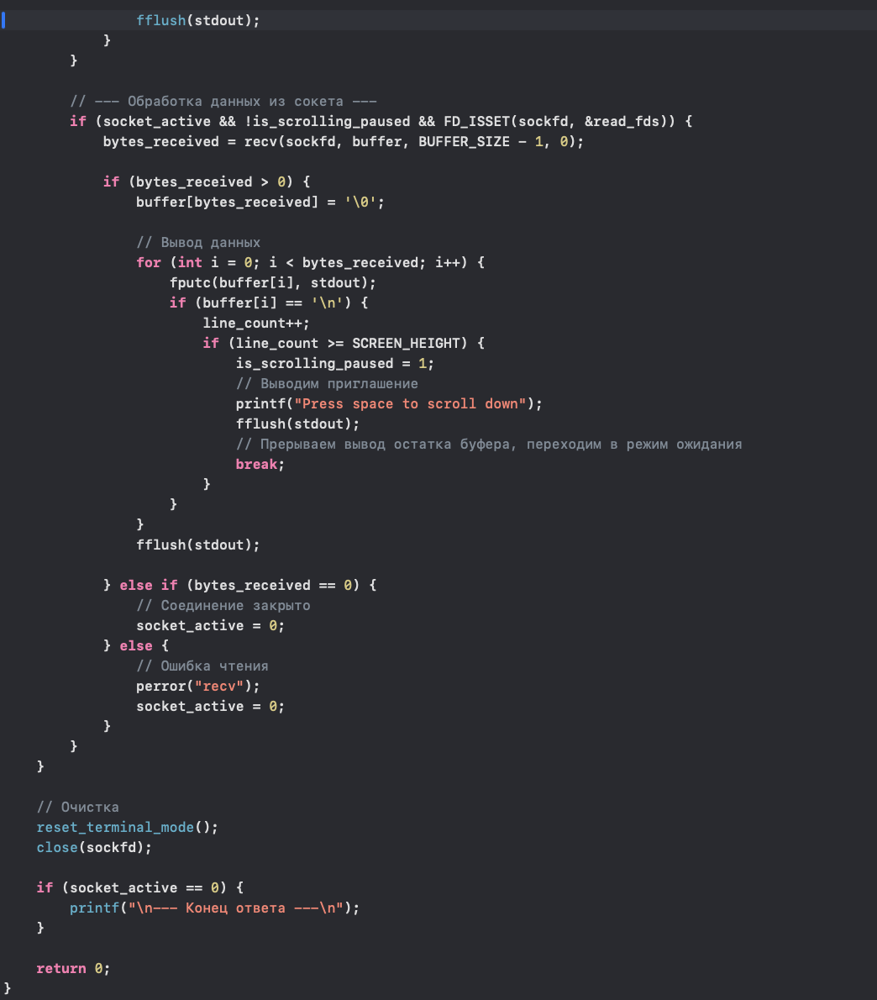 fflush(stdout);
            }
        }

        // --- Обработка данных из сокета ---
        if (socket_active && !is_scrolling_paused && FD_ISSET(sockfd, &read_fds)) {
            bytes_received = recv(sockfd, buffer, BUFFER_SIZE - 1, 0);

            if (bytes_received > 0) {
                buffer[bytes_received] = '\0';

                // Вывод данных
                for (int i = 0; i < bytes_received; i++) {
                    fputc(buffer[i], stdout);
                    if (buffer[i] == '\n') {
                        line_count++;
                        if (line_count >= SCREEN_HEIGHT) {
                            is_scrolling_paused = 1;
                            // Выводим приглашение
                            printf("Press space to scroll down");
                            fflush(stdout);
                            // Прерываем вывод остатка буфера, переходим в режим ожидания
                            break;
                        }
                    }
                }
                fflush(stdout);

            } else if (bytes_received == 0) {
                // Соединение закрыто
                socket_active = 0;
            } else {
                // Ошибка чтения
                perror("recv");
                socket_active = 0;
            }
        }
    }

    // Очистка
    reset_terminal_mode();
    close(sockfd);

    if (socket_active == 0) {
        printf("\n--- Конец ответа ---\n");
    }

    return 0;
}